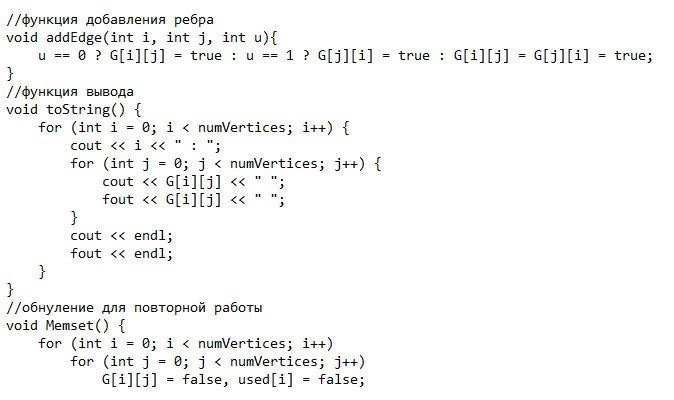 //функция добавления ребра
void addEdge(int i, int j, int u){
    u == 0 ? G[i][j] = true : u == 1 ? G[j][i] = true : G[i][j] = G[j][i] = true;
}
//функция вывода
void toString() {
    for (int i = 0; i < numVertices; i++) {
        cout << i << " : ";
        for (int j = 0; j < numVertices; j++) {
            cout << G[i][j] << " ";
            fout << G[i][j] << " ";
        }
        cout << endl;
        fout << endl;
    }
}
//обнуление для повторной работы
void Memset() {
    for (int i = 0; i < numVertices; i++)
        for (int j = 0; j < numVertices; j++)
            G[i][j] = false, used[i] = false;